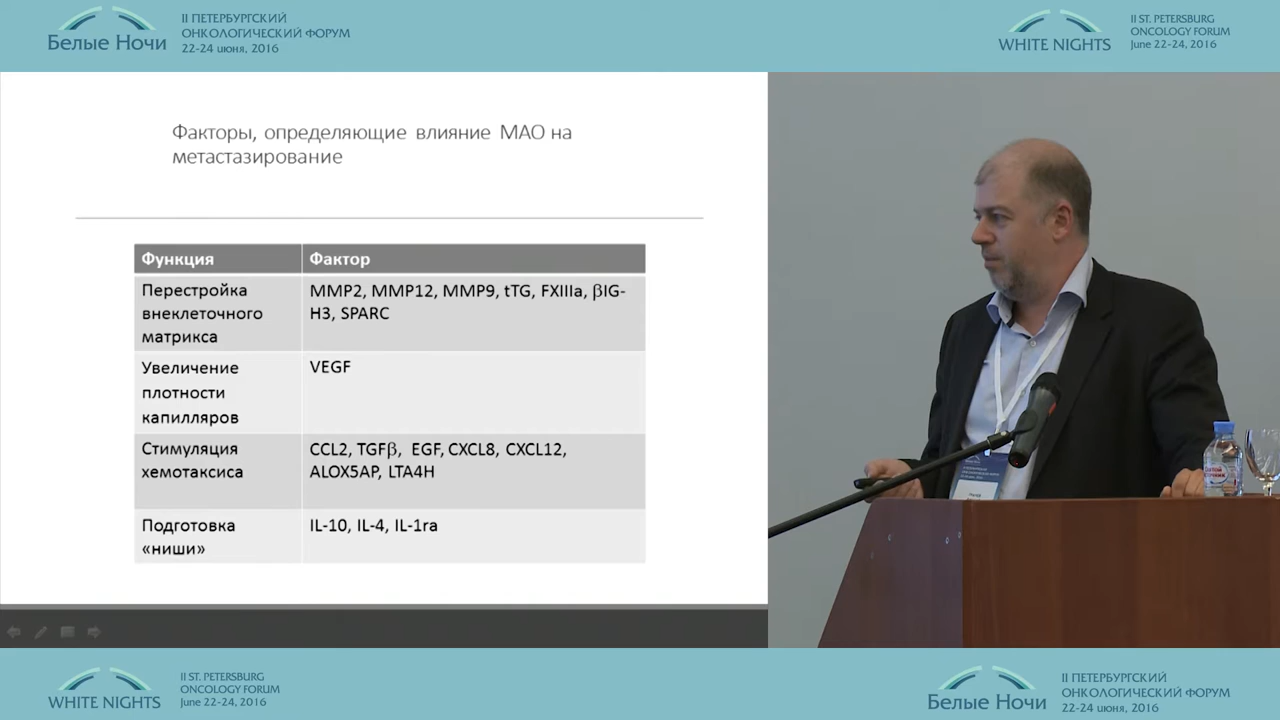 Белые Ночи
II ПЕТЕРБУРГСКИЙ
ОНКОЛОГИЧЕСКИЙ ФОРУМ
22-24 июня, 2016
WHITE NIGHTS
II ST. PETERSBURG
ONCOLOGY FORUM
June 22-24, 2016
Факторы, определяющие влияние МАО на
метастазирование
Функция
Фактор
Перестройка
внеклеточного
матрикса
MMP2, MMP12, MMP9, tTG, FXIIIa, βIG-
H3, SPARC
Увеличение
плотности
капилляров
VEGF
Стимуляция
хемотаксиса
CCL2, TGFβ, EGF, CXCL8, CXCL12,
ALOX5AP, LTA4H
Подготовка
«ниши»
IL-10, IL-4, IL-1ra
WHITE NIGHTS
II ST. PETERSBURG
ONCOLOGY FORUM
June 22-24, 2016
Белые Ночи
II ПЕТЕРБУРГСКИЙ
ОНКОЛОГИЧЕСКИЙ ФОРУМ
22-24 июня, 2016